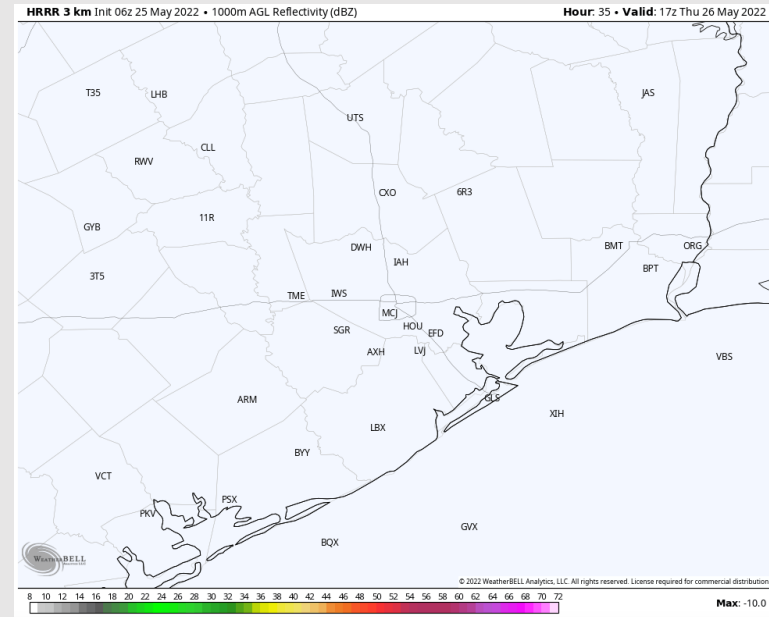 HRRR 3 km Init 06z 25 May 2022 • 1000m AGL Reflectivity (dBZ) Hour: 35 • Valid: 17z Thu 26 May 2022
T35 LHB JAS
UTS
CLL
RWV
CXO 6R3
11R
GYB
DWH BMT ORG
IAH BPT
3T5
TME IWS
MCJ
SGR HOU EFD
AXH LVJ
VBS
ARM GLS
XIH
LBX
BYY
VCT
PSX
PKV
GVX
BQX
WeatherBELL
© 2022 WeatherBELL Analytics, LLC. All rights reserved. License required for commercial distribution
8 10 12 14 16 18 20 22 24 26 28 30 32 34 36 38 40 42 44 46 48 50 52 54 56 58 60 62 64 66 68 70 72
Max: -10.0